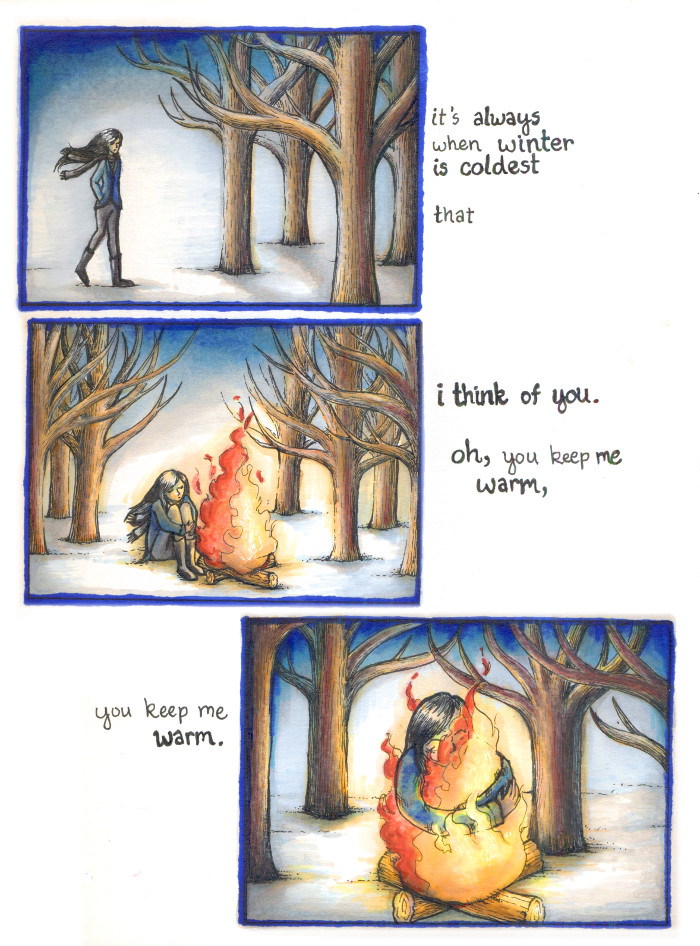 it's always
when winter
is coldest
that
i think of you.
oh, you keep me
warm,
you keep me
warm.